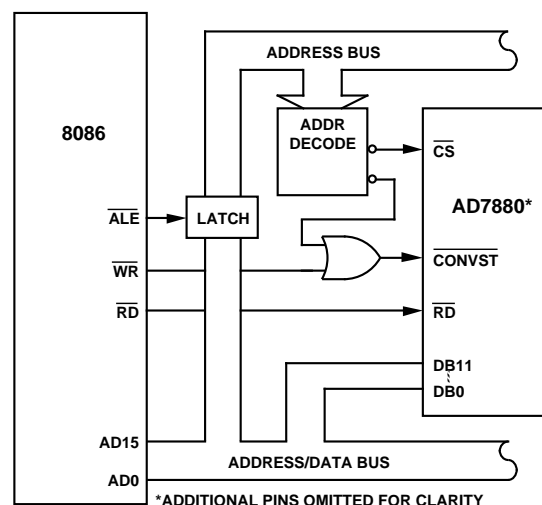 ADDRESS BUS
8086
ADDR
DECODE
CS
AD7880*
ALE
LATCH
CONVST
WR
RD
RD
DB11
DB0
AD15
ADDRESS/DATA BUS
AD0
*ADDITIONAL PINS OMITTED FOR CLARITY